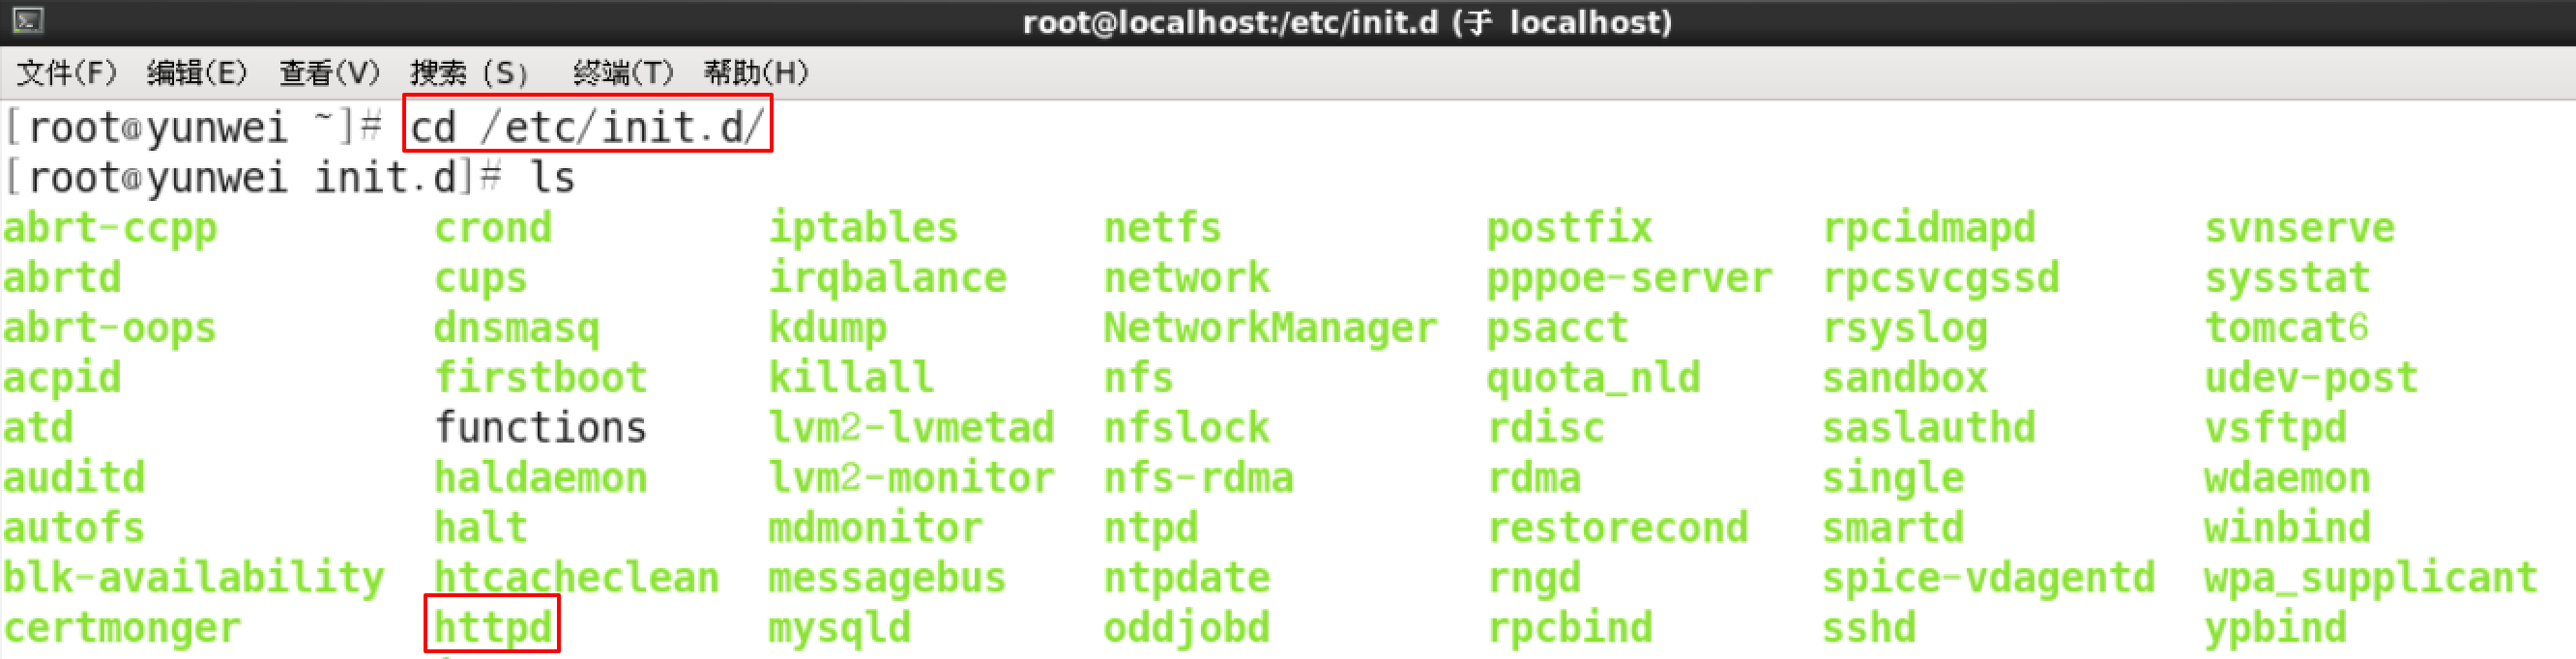 root@localhost:/etc/init.d (于 localhost)
文件(F) 编辑(E) 查看(V) 搜索 (S) 终端(T) 帮助(H)
[root@yunwei ~]# cd /etc/init.d/
[root@yunwei init.d]# ls
abrt-ccpp crond iptables netfs postfix rpcidmapd svnserve
abrtd cups irqbalance network pppoe-server rpcsvcgssd sysstat
abrt-oops dnsmasq kdump NetworkManager psacct rsyslog tomcat6
acpid firstboot killall nfs quota_nld sandbox udev-post
atd functions lvm2-lvmetad nfslock rdisc saslauthd vsftpd
auditd haldaemon lvm2-monitor nfs-rdma rdma single wdaemon
autofs halt mdmonitor ntpd restorecond smartd winbind
blk-availability htcacheclean messagebus ntpdate rngd spice-vdagentd wpa_supplicant
certmonger httpd mysqld oddjobd rpcbind sshd ypbind